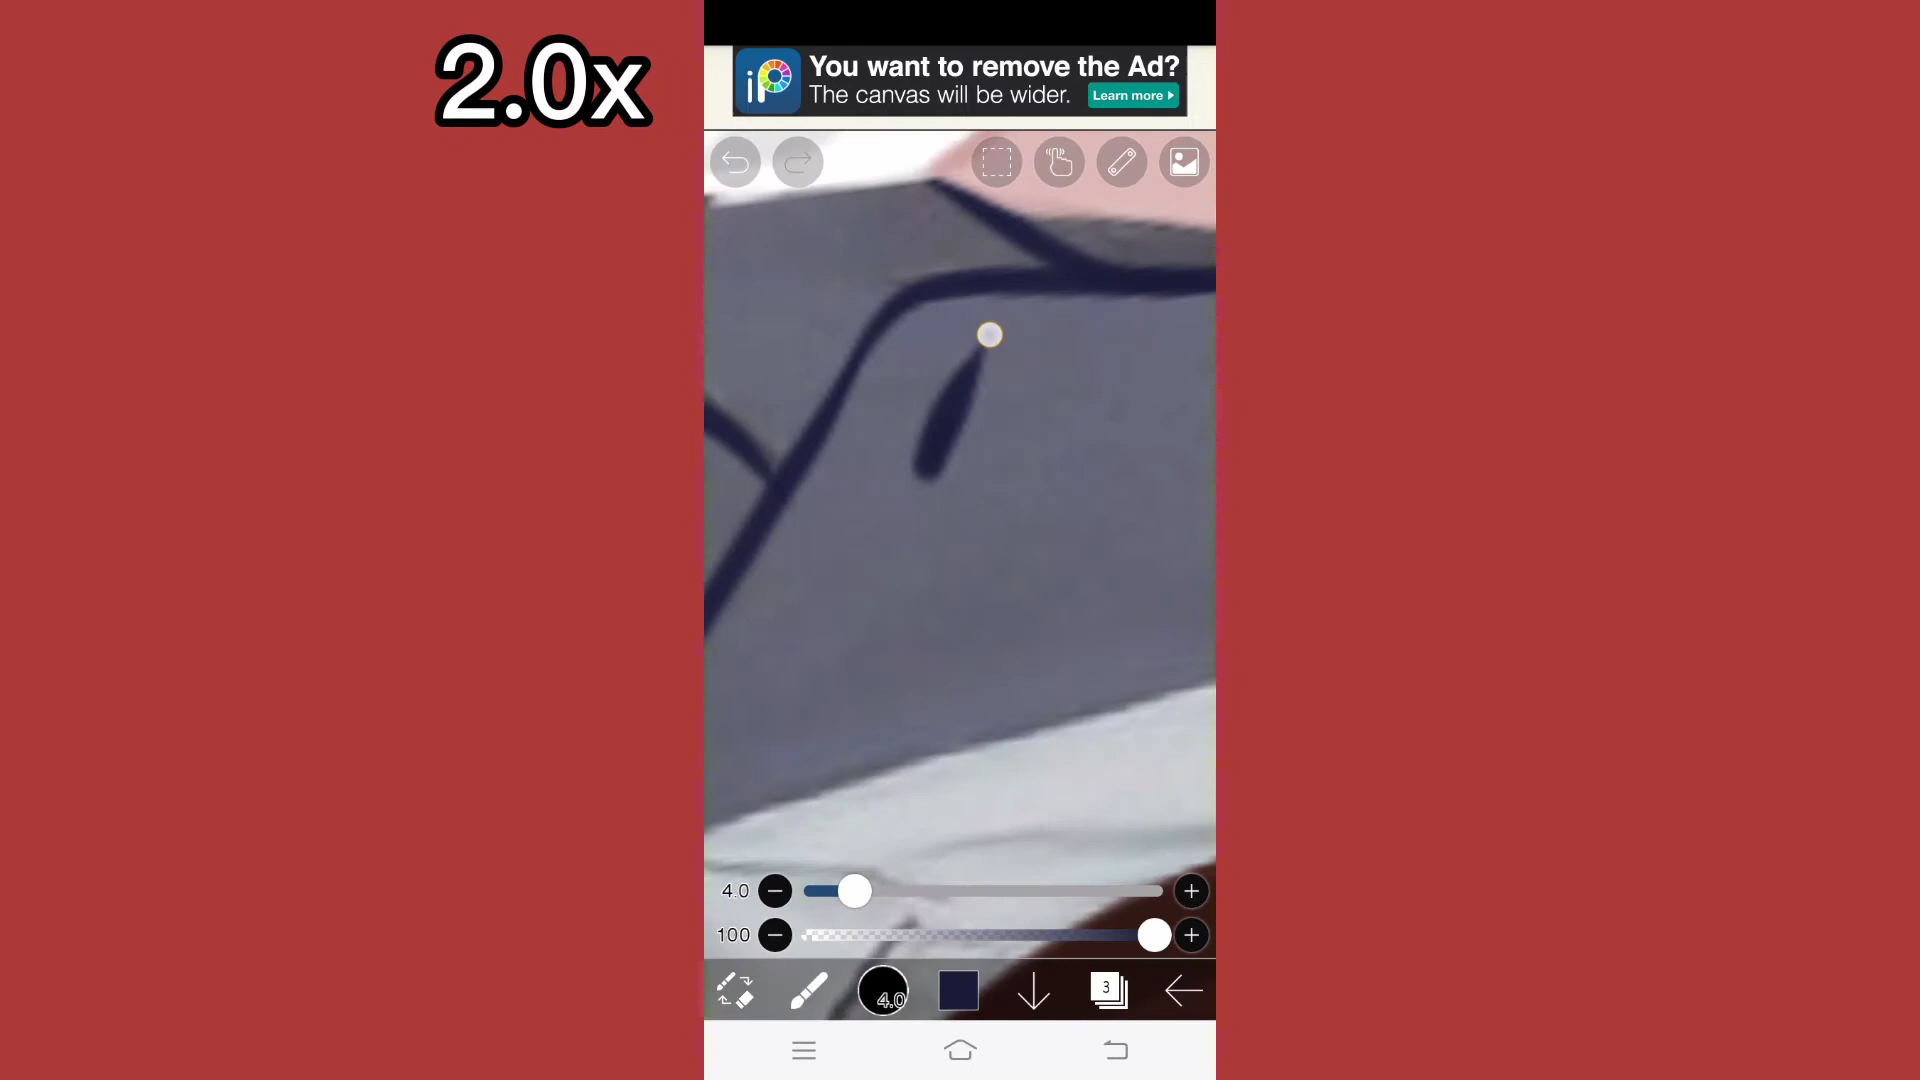 2.0x
iP
You want to remove the Ad?
The canvas will be wider.
Learn more
4.0
100
4.0
3